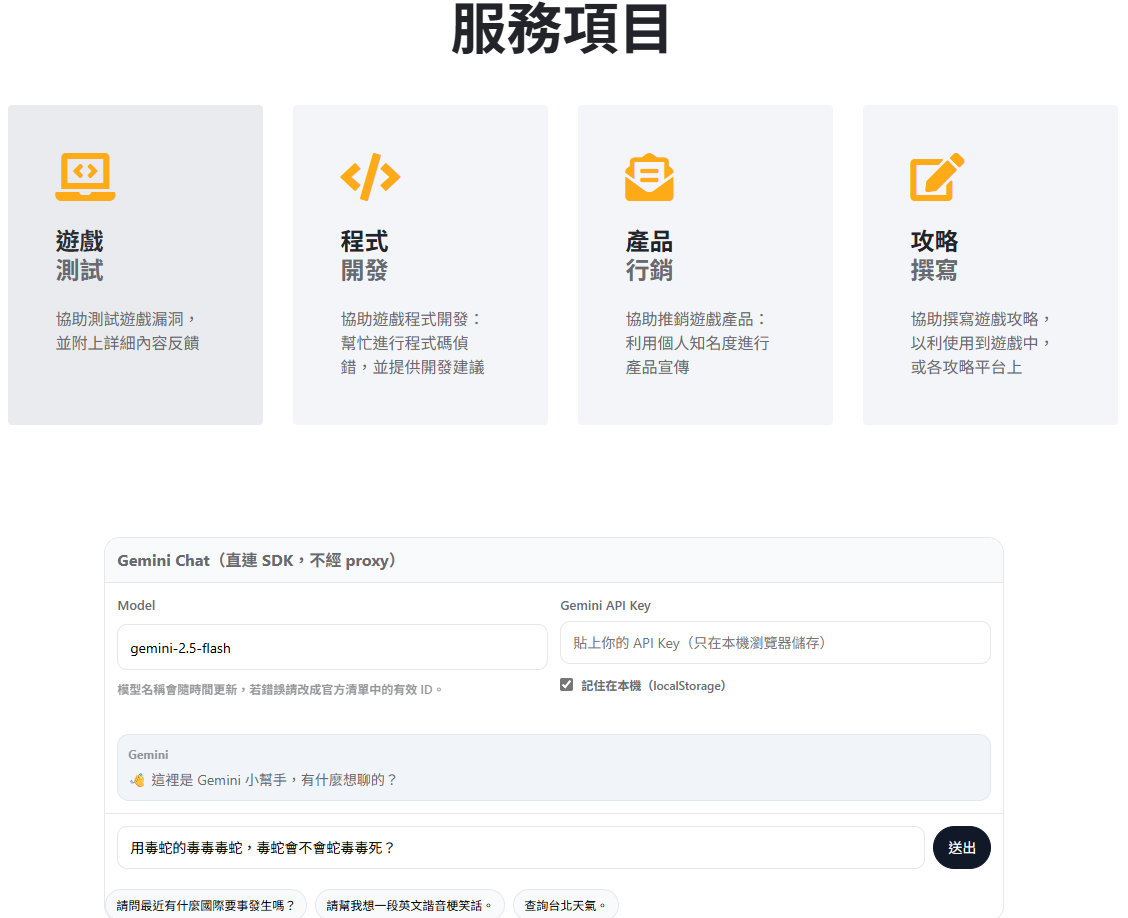 服務項目
遊戲
測試
協助測試遊戲漏洞，
並附上詳細內容反饋
程式
開發
協助遊戲程式開發：
幫忙進行程式碼偵
錯，並提供開發建議
產品
行銷
協助推銷遊戲產品：
利用個人知名度進行
產品宣傳
攻略
撰寫
協助撰寫遊戲攻略，
以利使用到遊戲中，
或各攻略平台上
Gemini Chat（直連 SDK，不經 proxy）
Model
gemini-2.5-flash
模型名稱會隨時間更新，若錯誤請改成官方清單中的有效 ID。
Gemini API Key
貼上你的 API Key（只在本機瀏覽器儲存）
記住在本機（localStorage）
Gemini
👋 這裡是 Gemini 小幫手，有什麼想聊的？
用毒蛇的毒毒毒蛇，毒蛇會不會蛇毒毒死？
送出
請問最近有什麼國際要事發生嗎？
請幫我想一段英文諧音梗笑話。
查詢台北天氣。